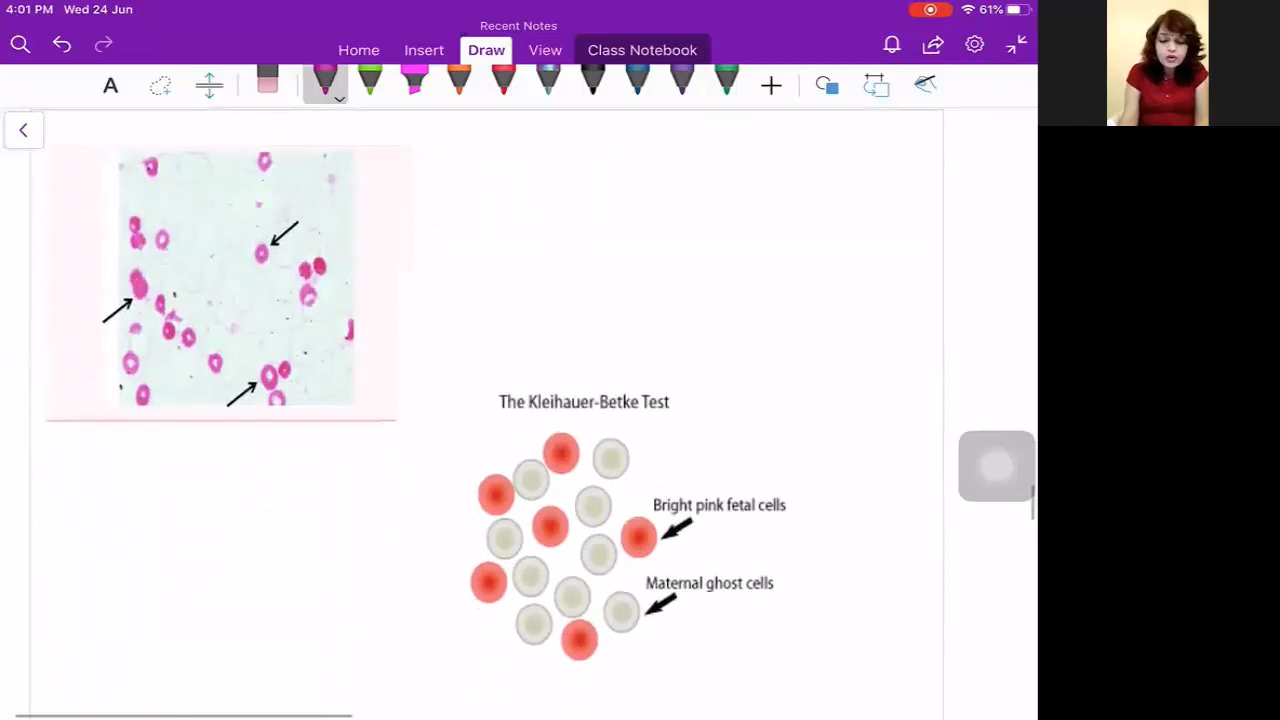 4:01 PM Wed 24 Jun
61%
Recent Notes
Home Insert Draw View Class Notebook
A
The Kleihauer-Betke Test
Bright pink fetal cells
Maternal ghost cells